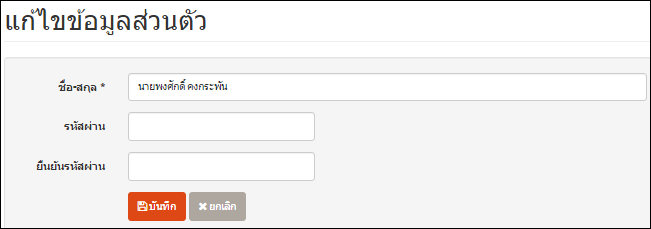 แก้ไขข้อมูลส่วนตัว
ชื่อ-สกุล * นายพงศักดิ์ คงกระพัน
รหัสผ่าน
ยืนยันรหัสผ่าน
บันทึก ยกเลิก